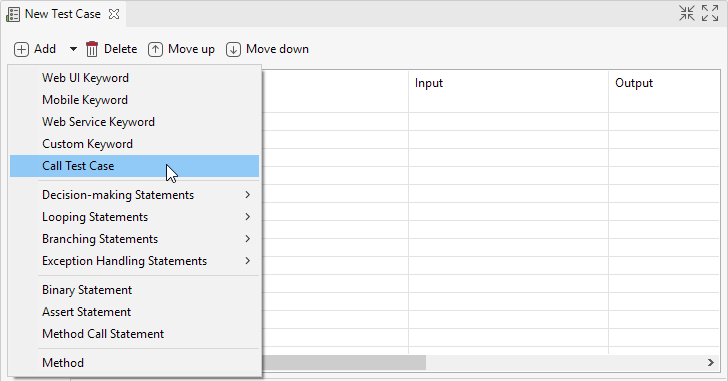 New Test Case
Add Delete Move up Move down
Input Output
Web UI Keyword
Mobile Keyword
Web Service Keyword
Custom Keyword
Call Test Case
Decision-making Statements
Looping Statements
Branching Statements
Exception Handling Statements
Binary Statement
Assert Statement
Method Call Statement
Method